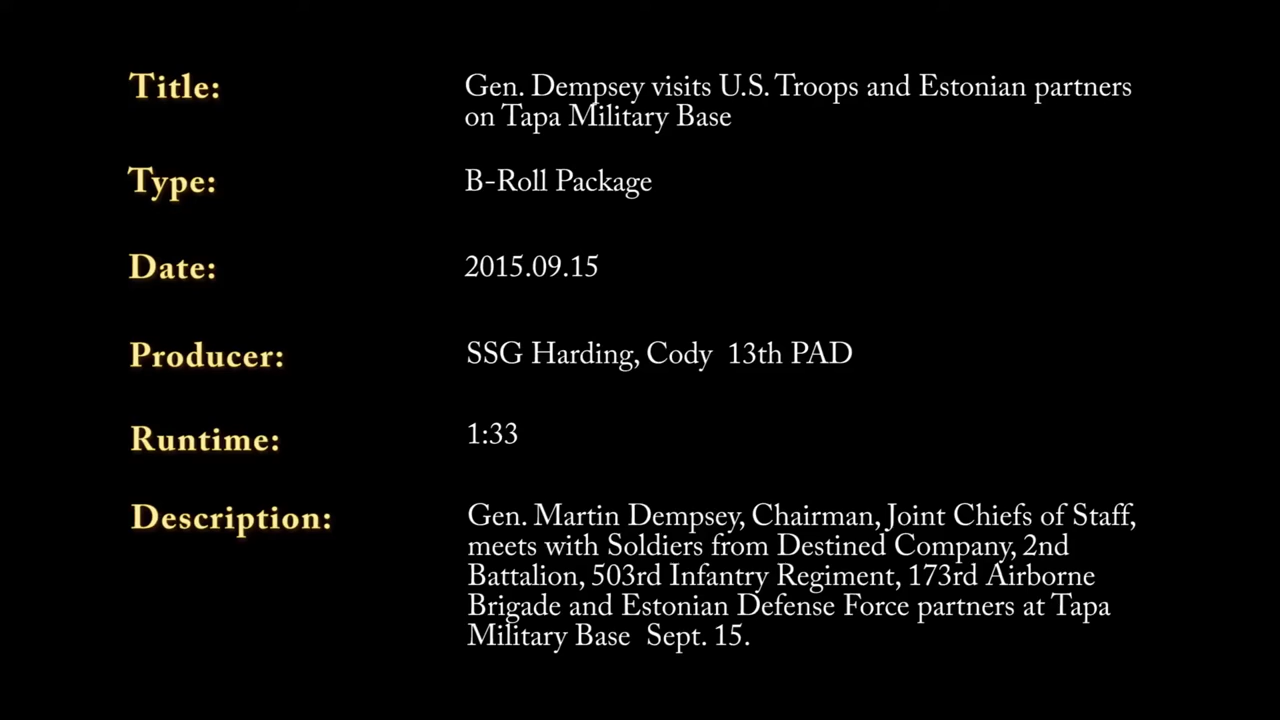 Title: Gen. Dempsey visits U.S. Troops and Estonian partners
on Tapa Military Base
Type: B-Roll Package
Date: 2015.09.15
Producer: SSG Harding, Cody  13th PAD
Runtime: 1:33
Description: Gen. Martin Dempsey, Chairman, Joint Chiefs of Staff,
meets with Soldiers from Destined Company, 2nd
Battalion, 503rd Infantry Regiment, 173rd Airborne
Brigade and Estonian Defense Force partners at Tapa
Military Base  Sept. 15.